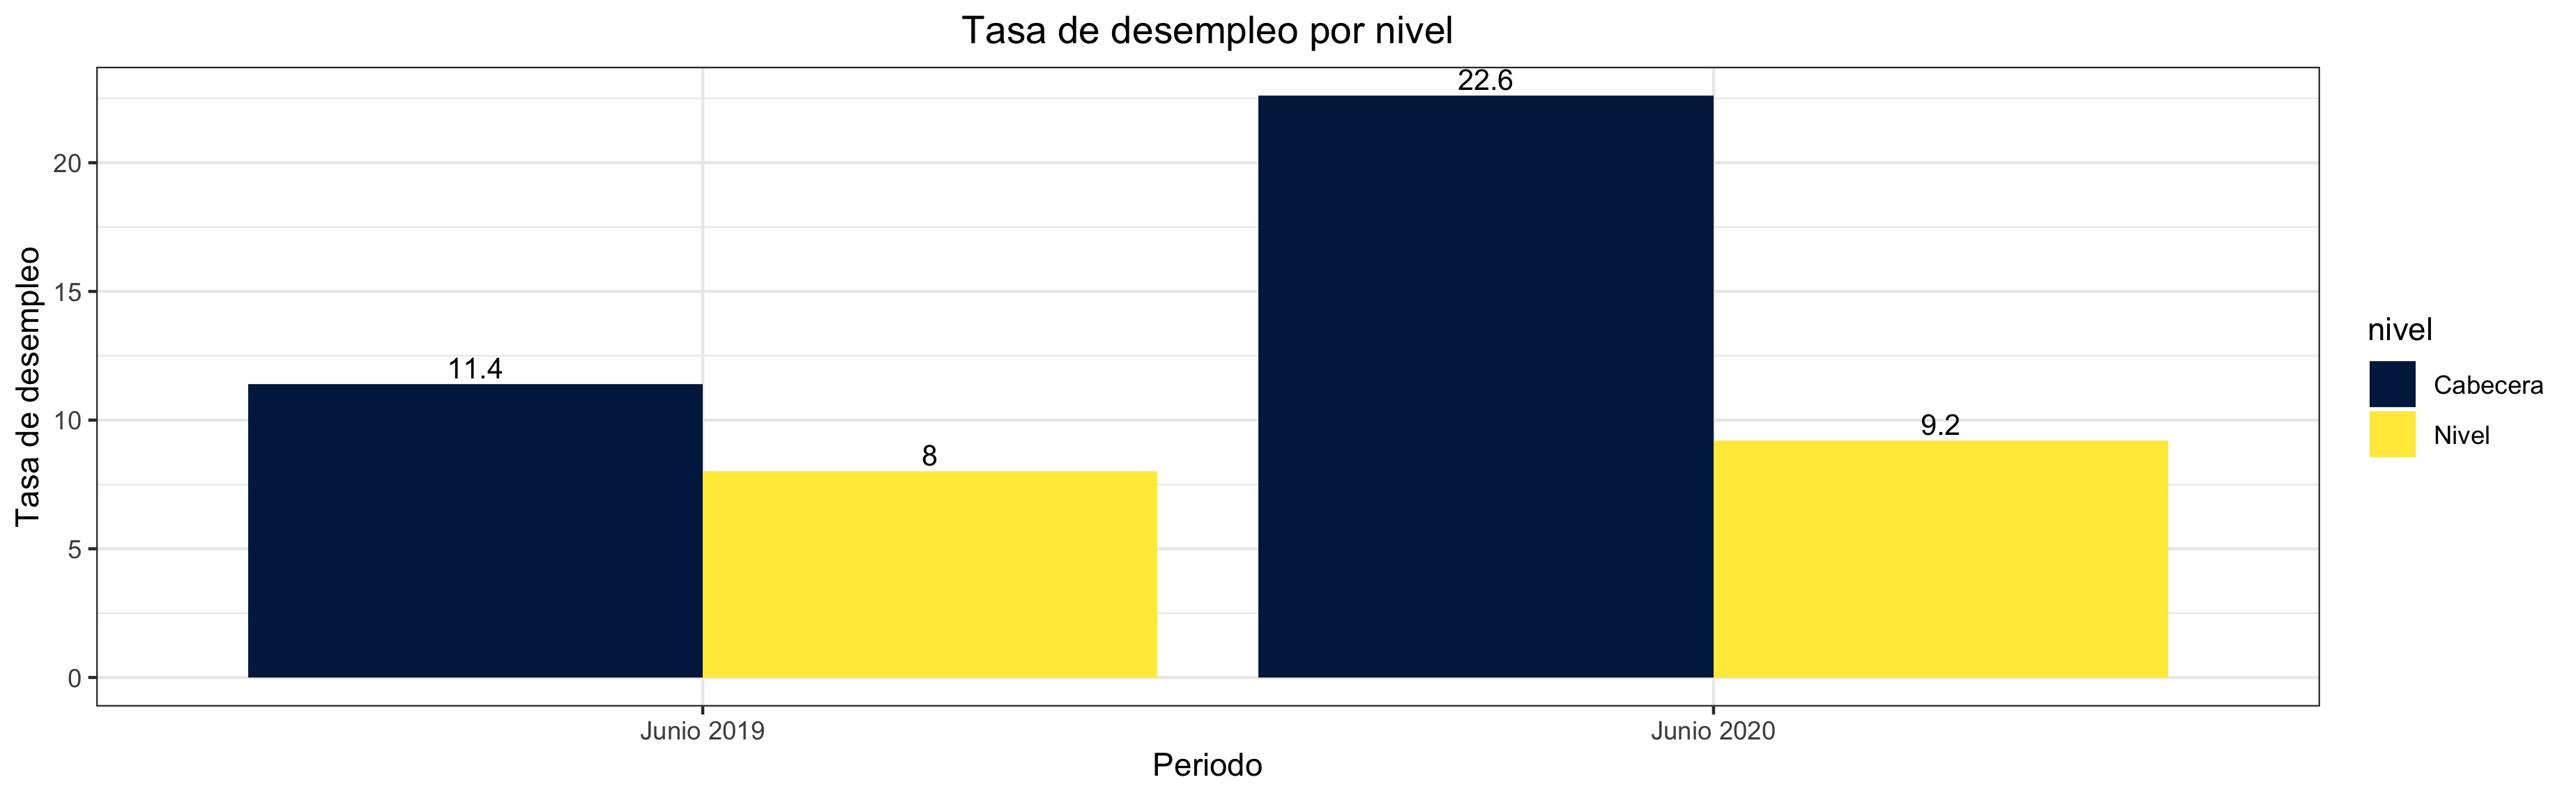 Tasa de desempleo por nivel
Tasa de desempleo
20
15
10
5
0
11.4
8
22.6
9.2
Junio 2019
Junio 2020
Periodo
nivel
Cabecera
Nivel